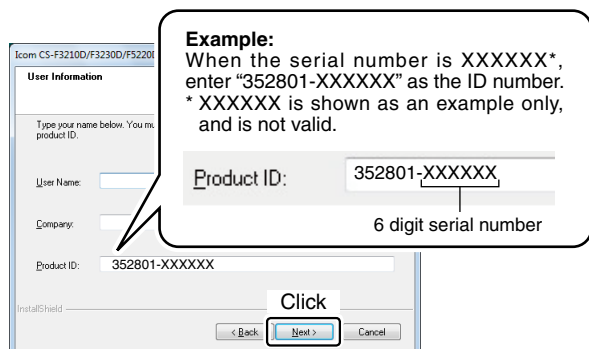 Icom CS-F3210D/F3230D/F5220D
User Information
Type your name below. You mu
product ID.
User Name:
Company:
Product ID: 352801-XXXXXX
InstallShield
Click
< Back Next > Cancel
Example:
When the serial number is XXXXXX*,
enter “352801-XXXXXX” as the ID number.
* XXXXXX is shown as an example only,
and is not valid.
Product ID: 352801-XXXXXX
6 digit serial number